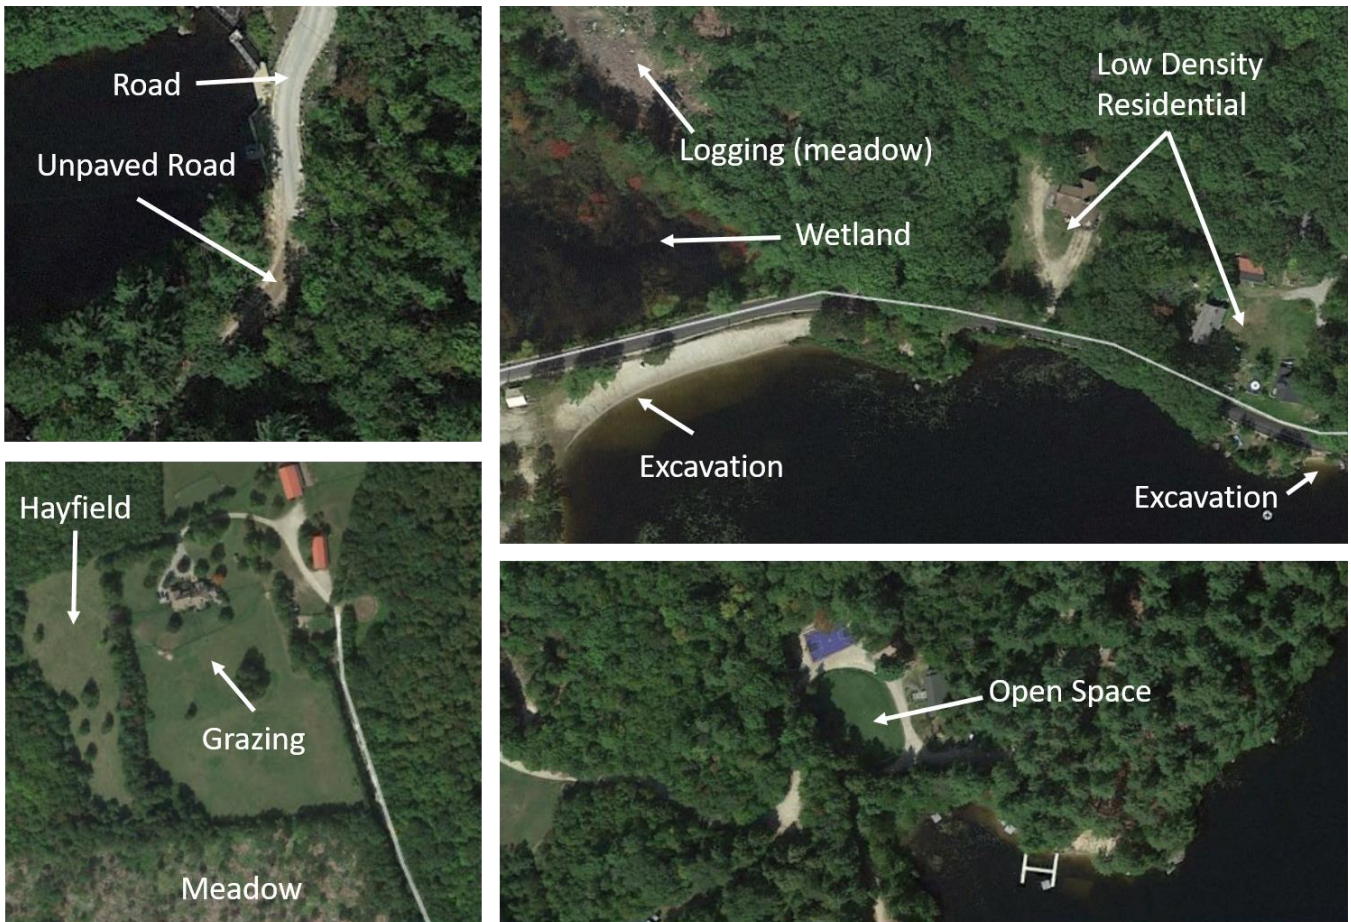 Road
Unpaved Road
Low Density
Residential
Logging (meadow)
Wetland
Excavation
Excavation
Hayfield
Grazing
Meadow
Open Space